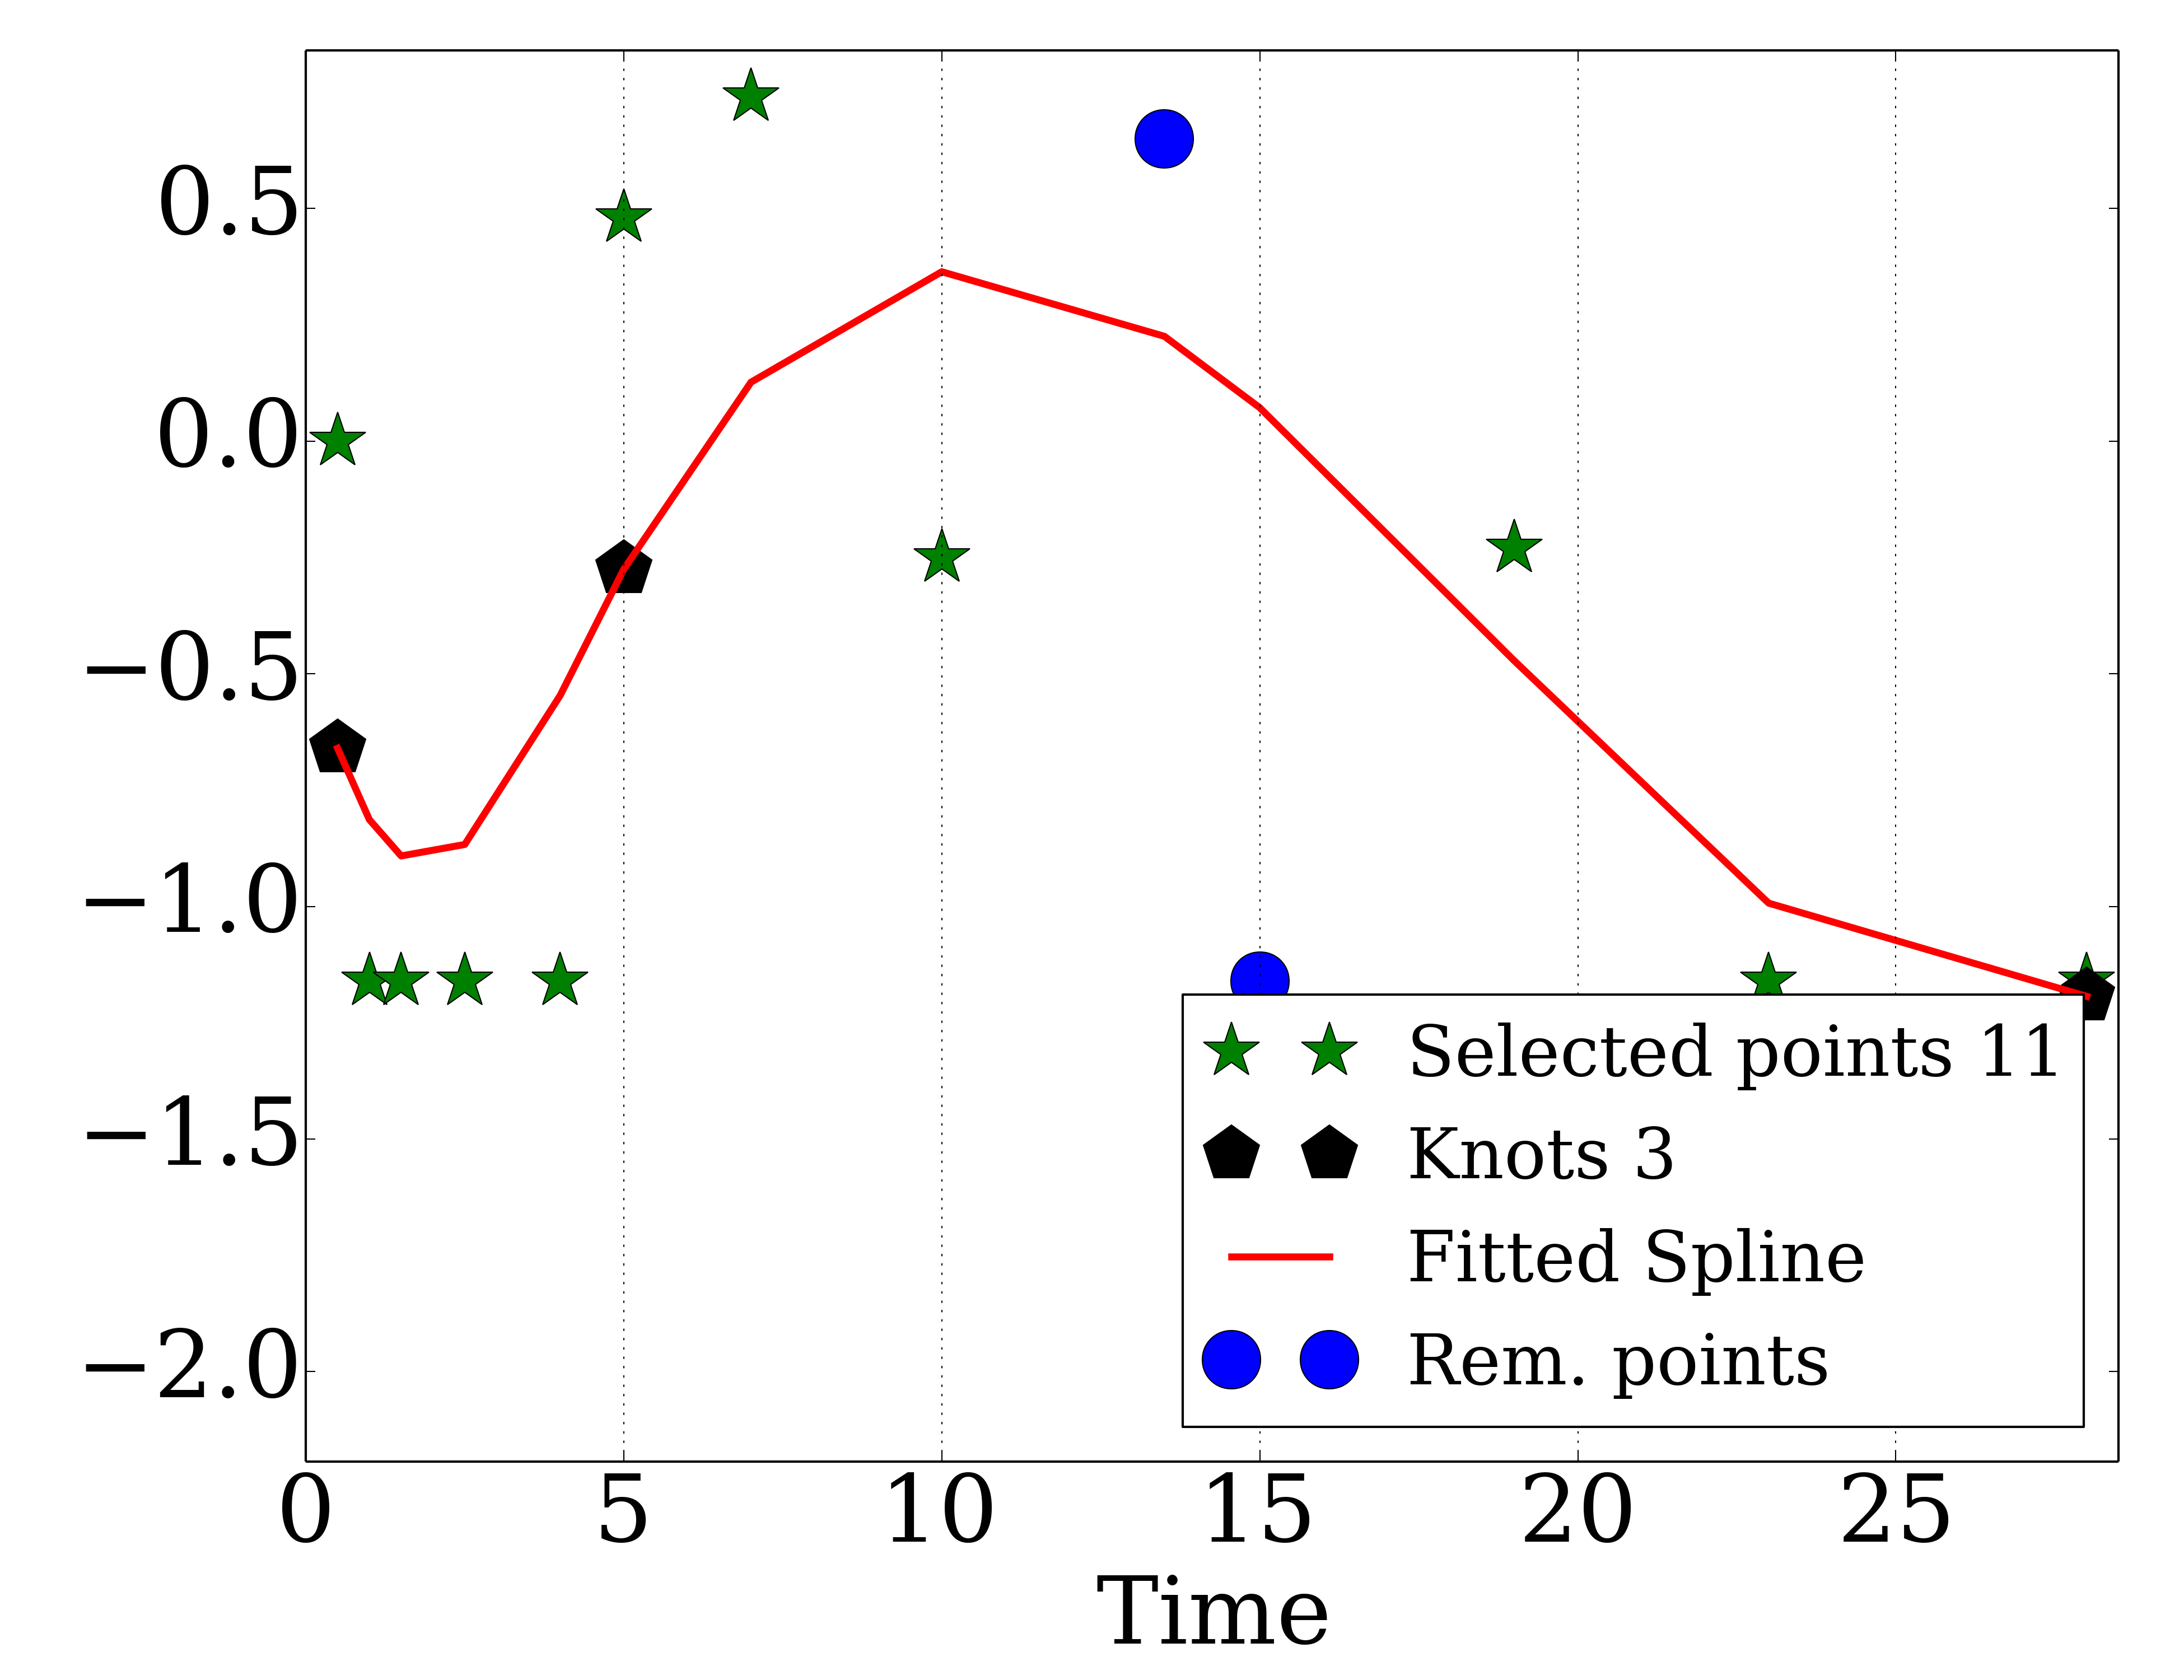 0.5
0.0
−0.5
−1.0
−1.5
−2.0
Selected points 11
Knots 3
Fitted Spline
Rem. points
0 5 10 15 20 25
Time